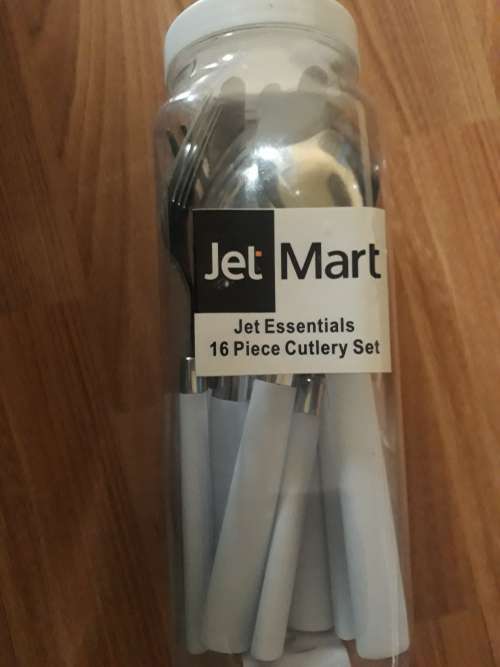 Jet Mart
Jet Essentials
16 Piece Cutlery Set